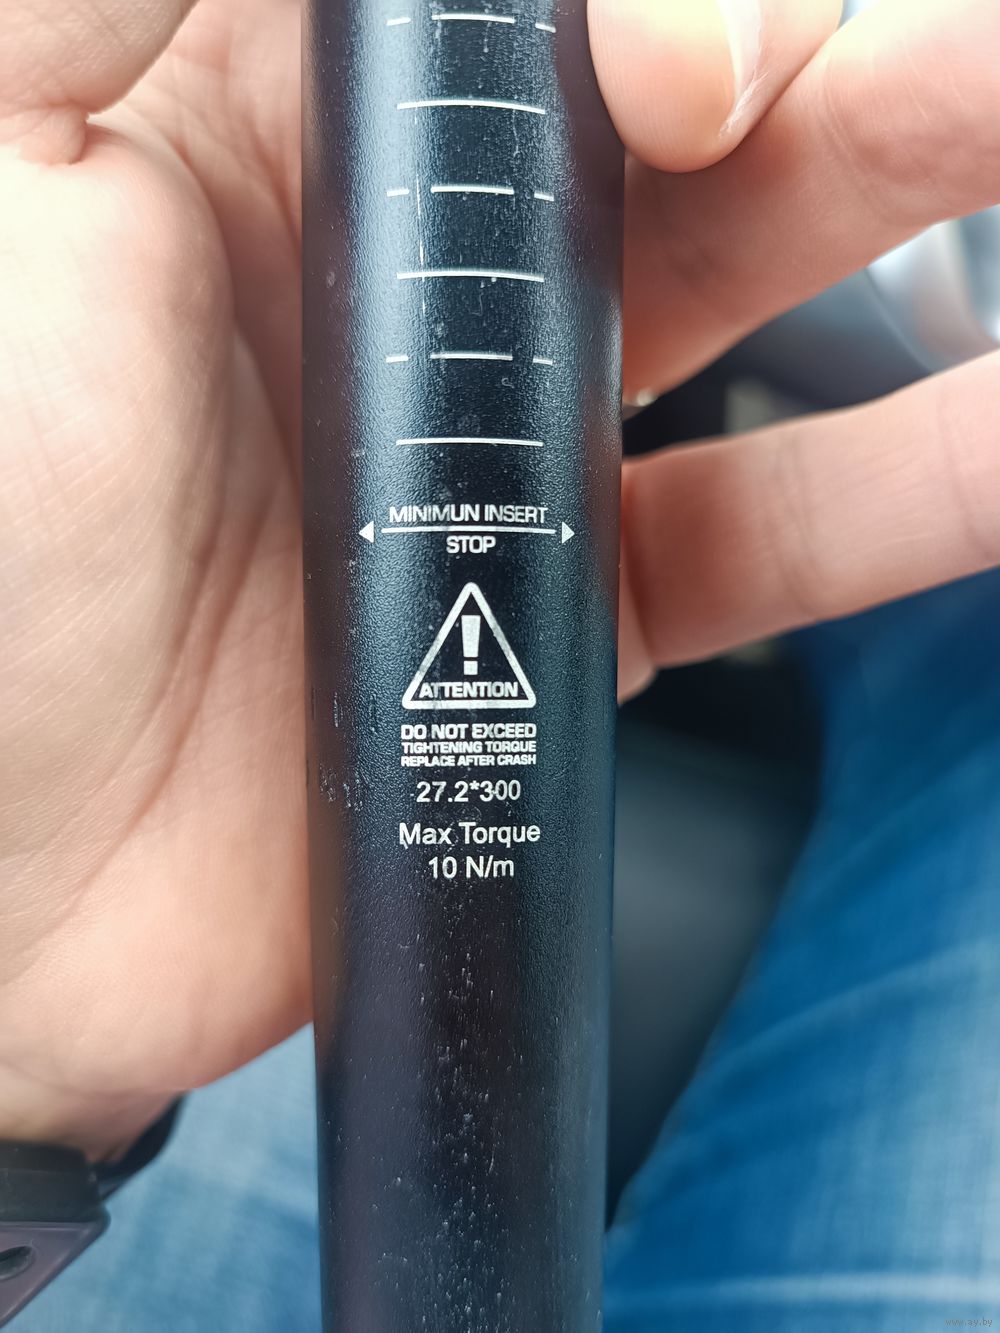 MINIMUN INSERT
STOP
!
ATTENTION
DO NOT EXCEED
TIGHTENING TORQUE
REPLACE AFTER CRASH
27.2*300
Max Torque
10 N/m
www.ay.by